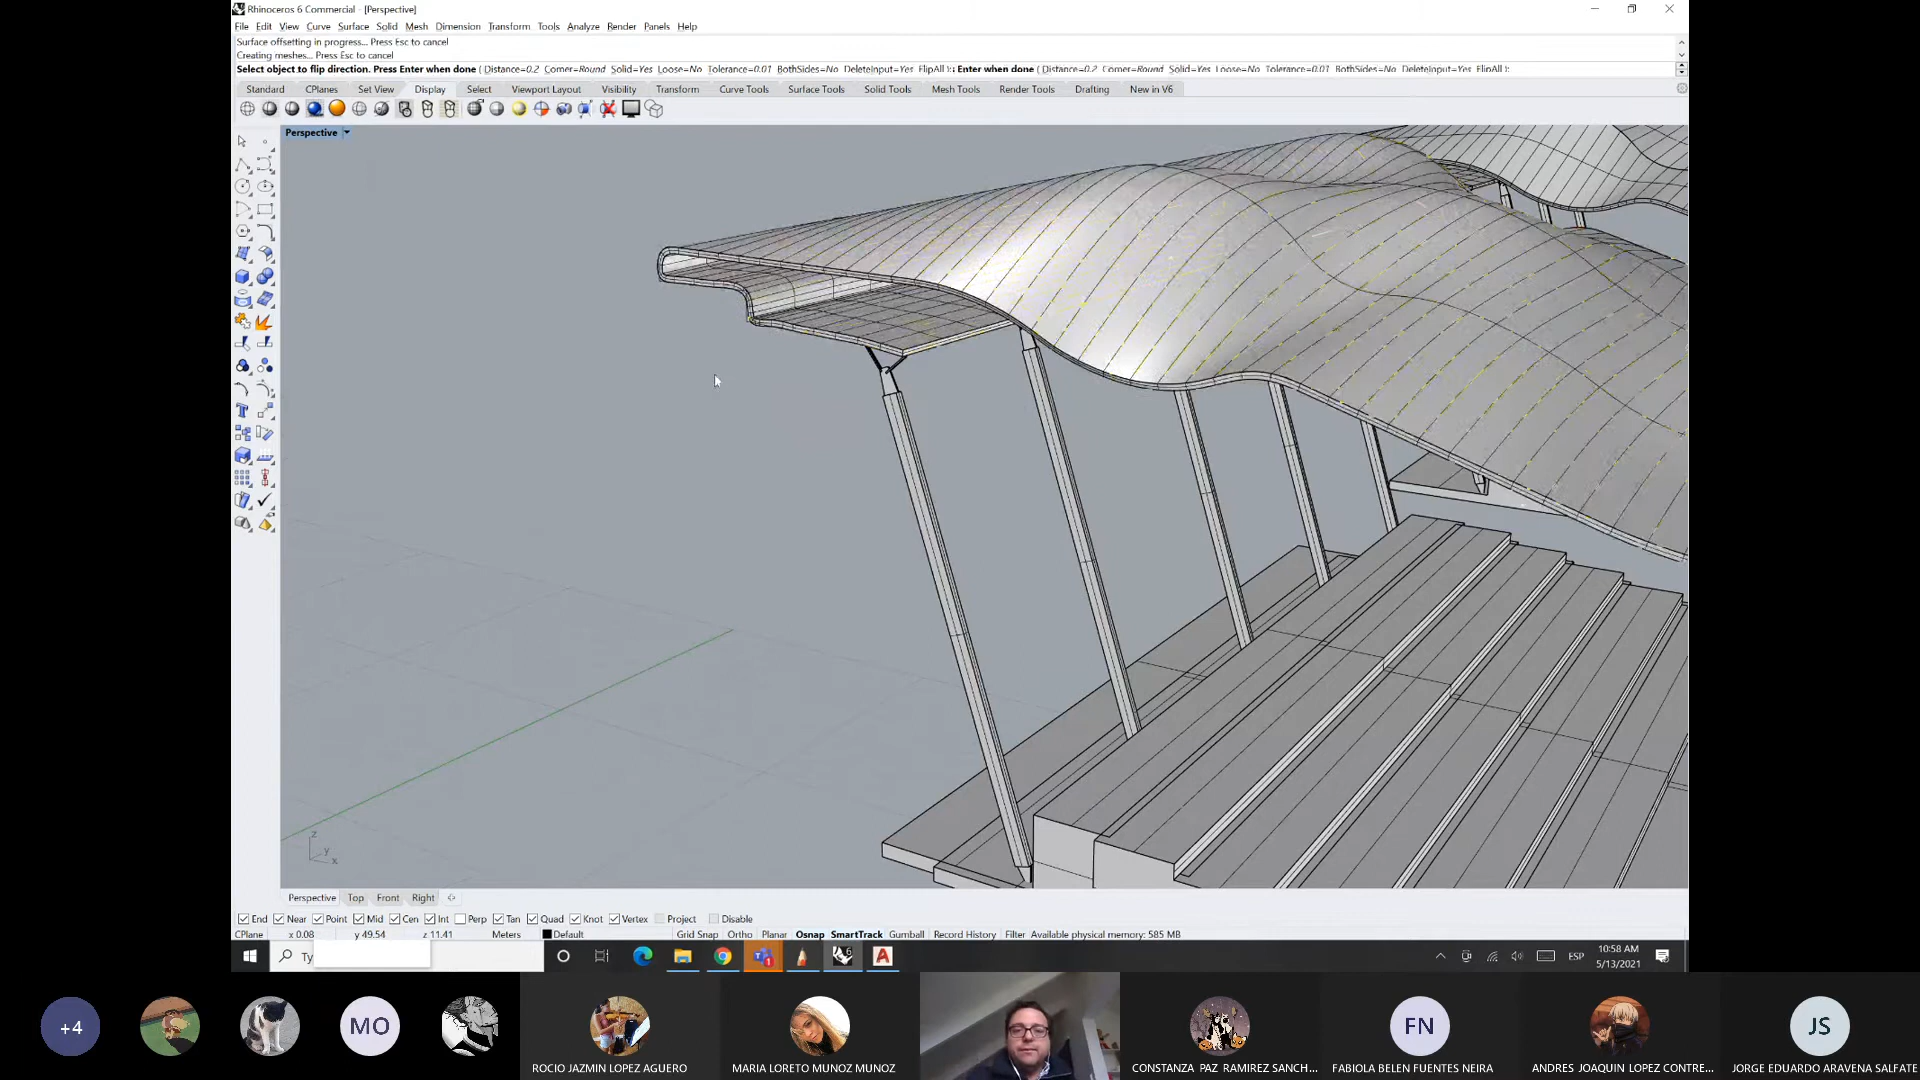 Rhinoceros 6 Commercial - [Perspective]
File Edit View Curve Surface Solid Mesh Dimension Transform Tools Analyze Render Panels Help
Surface offsetting in progress... Press Esc to cancel
Creating meshes... Press Esc to cancel
Select object to flip direction. Press Enter when done ( Distance=0.2 Corner=Round Solid=Yes Loose=No Tolerance=0.01 BothSides=No DeleteInput=Yes FlipAll ): Enter when done ( Distance=0.2 Corner=Round Solid=Yes Loose=No Tolerance=0.01 BothSides=No DeleteInput=Yes FlipAll ):
Standard CPlanes Set View Display Select Viewport Layout Visibility Transform Curve Tools Surface Tools Solid Tools Mesh Tools Render Tools Drafting New in V6
Perspective
z
y
x
Perspective Top Front Right
End Near Point Mid Cen Int Perp Tan Quad Knot Vertex Project Disable
CPlane x 0.08 y 49.54 z 11.41 Meters Default Grid Snap Ortho Planar Osnap SmartTrack Gumball Record History Filter Available physical memory: 585 MB
Ty
ESP
10:58 AM
5/13/2021
+4
MO
FN
JS
ROCIO JAZMIN LOPEZ AGUERO
MARIA LORETO MUNOZ MUNOZ
CONSTANZA PAZ RAMIREZ SANCH...
FABIOLA BELEN FUENTES NEIRA
ANDRES JOAQUIN LOPEZ CONTRE...
JORGE EDUARDO ARAVENA SALFATE